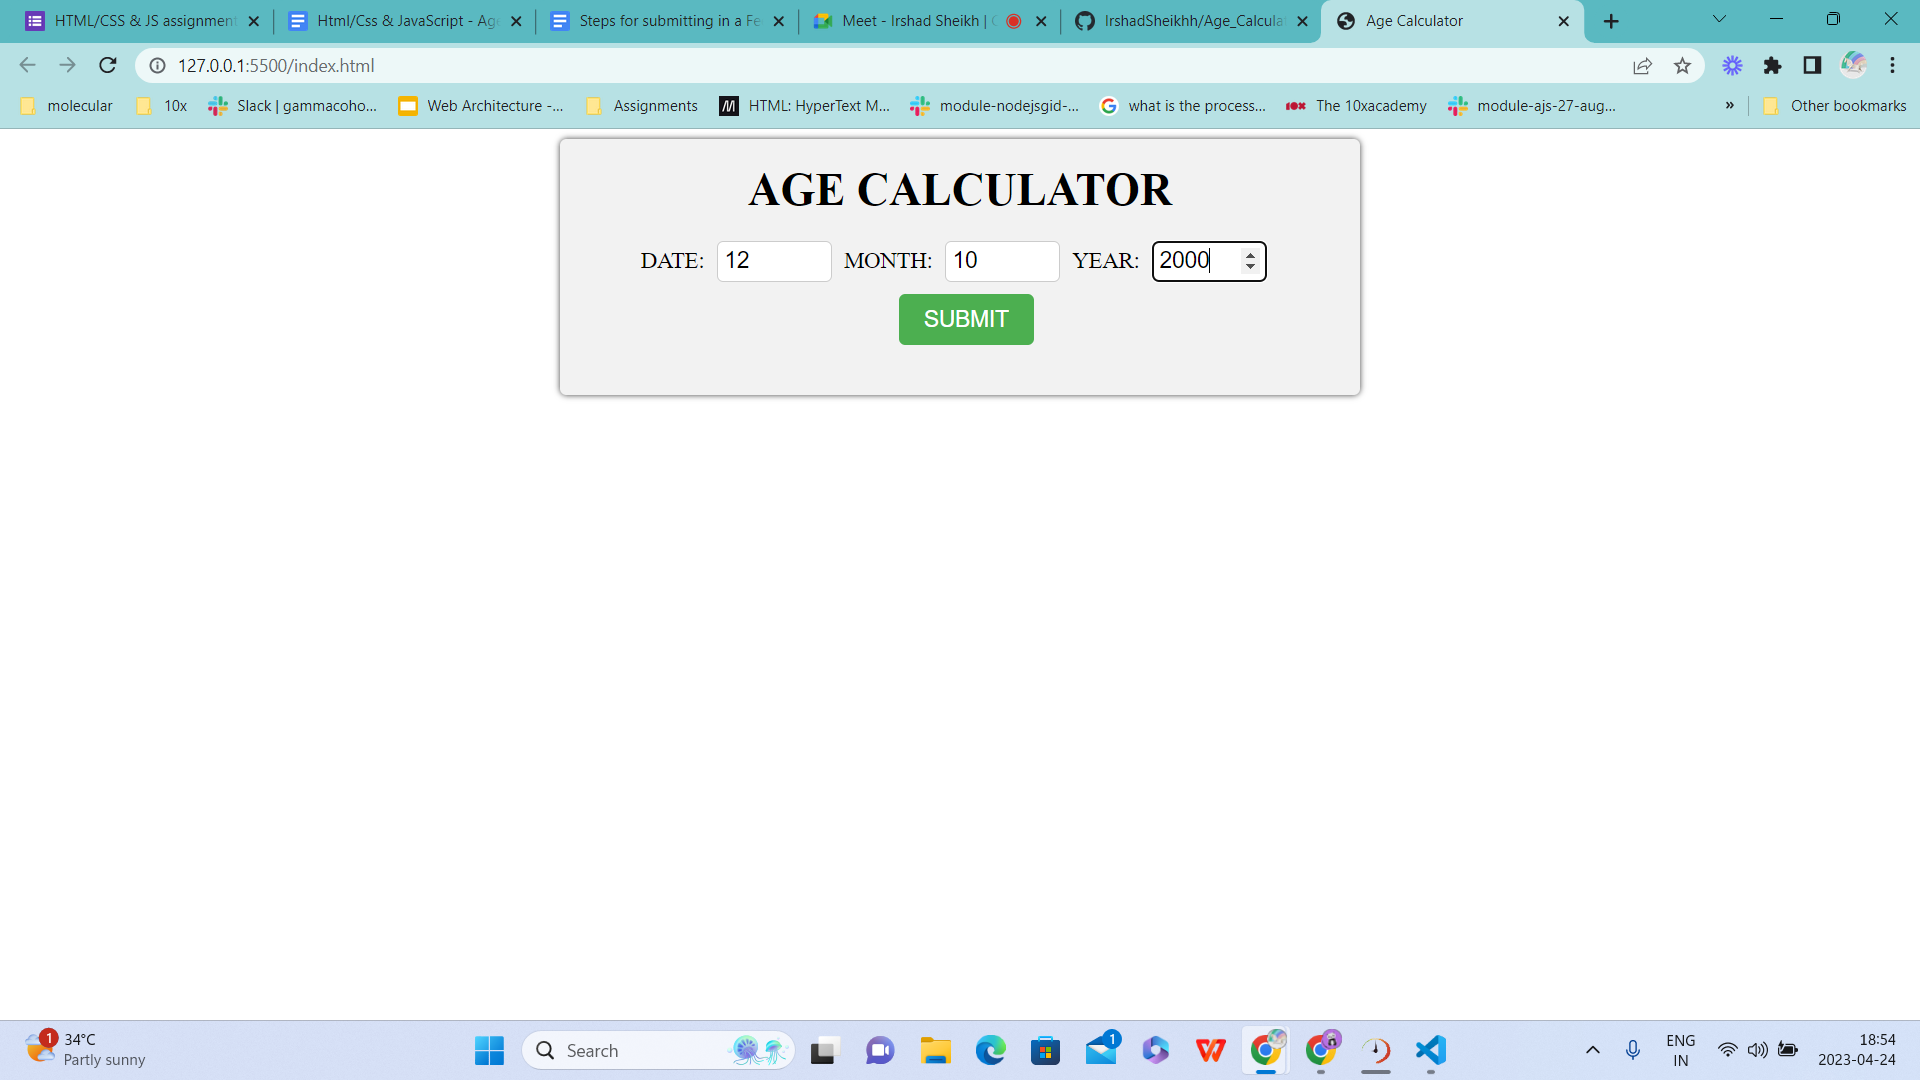 HTML/CSS & JS assignment
Html/Css & JavaScript - Age
Steps for submitting in a Fe
Meet - Irshad Sheikh |
IrshadSheikhh/Age_Calcula
Age Calculator
127.0.0.1:5500/index.html
molecular
10x
Slack | gammacoho...
Web Architecture -...
Assignments
M HTML: HyperText M...
module-nodejsgid-...
what is the process...
10X The 10xacademy
module-ajs-27-aug...
»
Other bookmarks
AGE CALCULATOR
DATE: 12 MONTH: 10 YEAR: 2000
SUBMIT
1
34°C
Partly sunny
Search
1
ENG
IN
18:54
2023-04-24